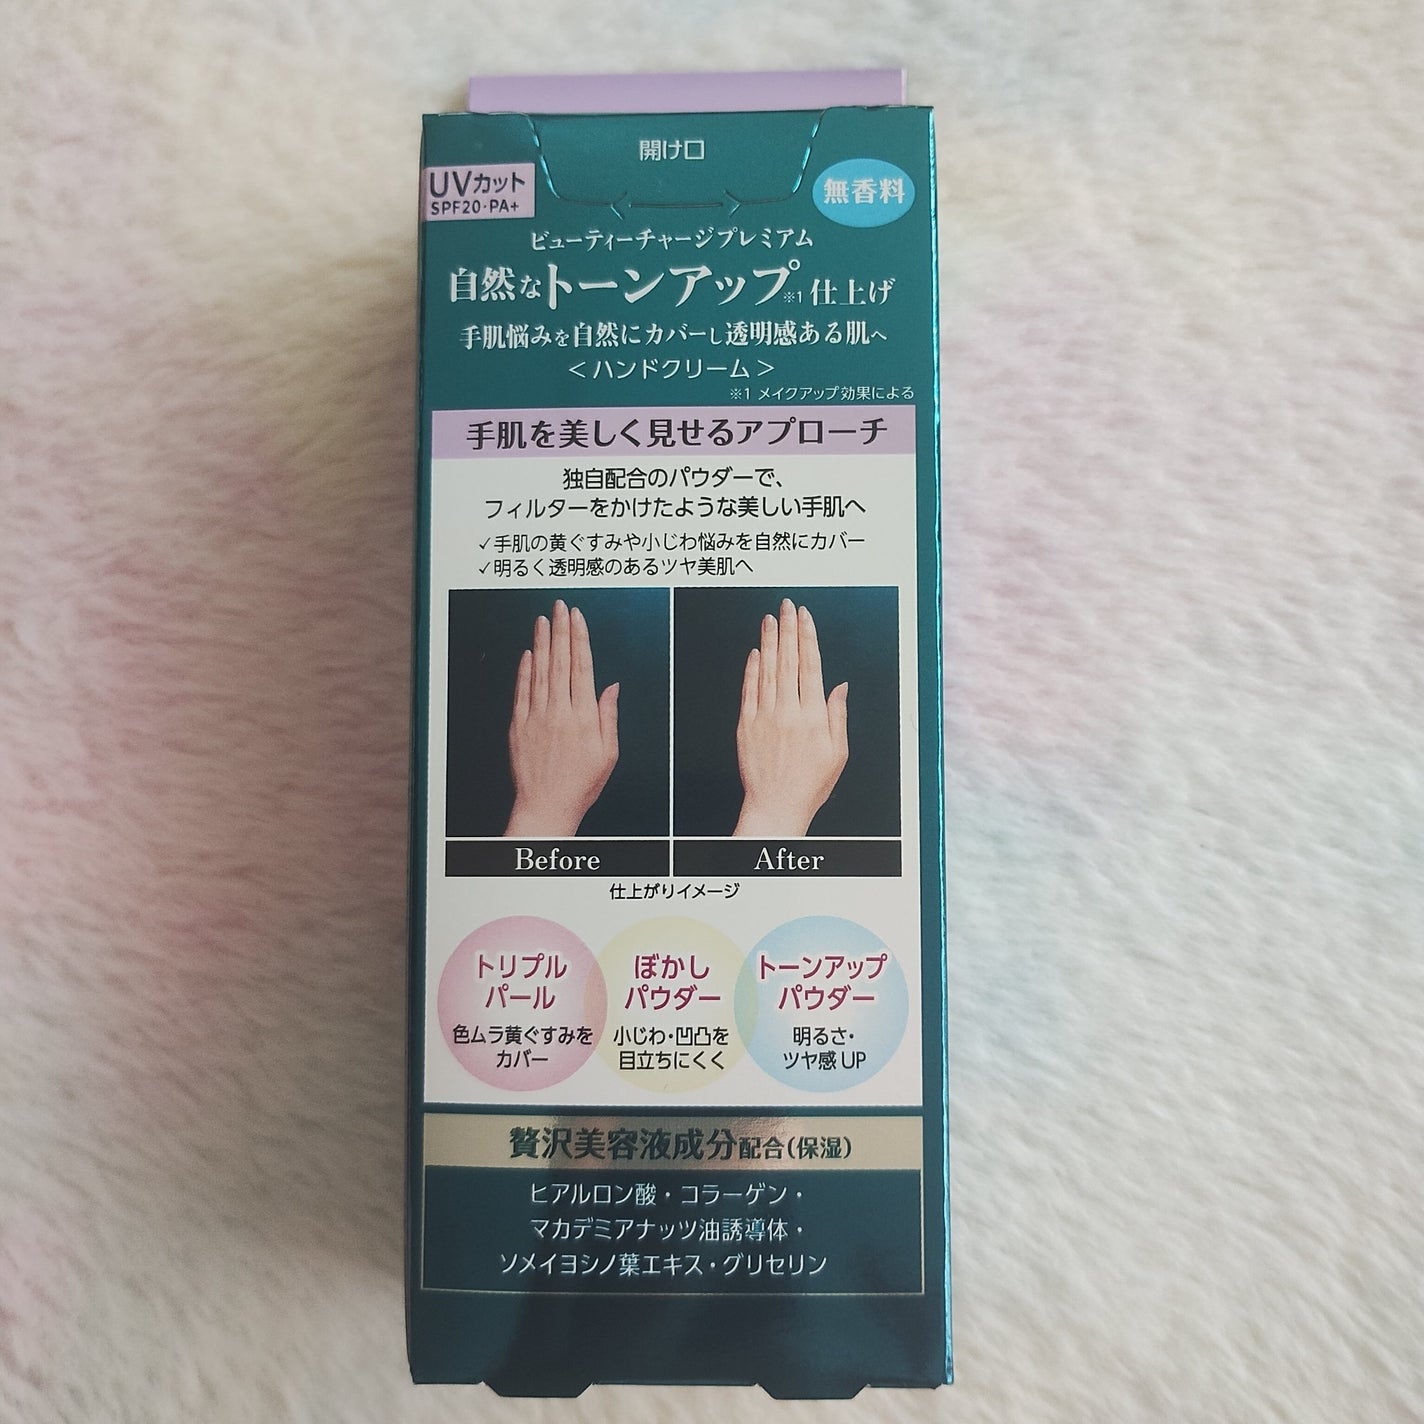 開け口
UVカット
SPF20・PA+
無香料
ビューティーチャージプレミアム
自然なトーンアップ※1仕上げ
手肌悩みを自然にカバーし透明感ある肌へ
＜ハンドクリーム＞
※1 メイクアップ効果による
手肌を美しく見せるアプローチ
独自配合のパウダーで、
フィルターをかけたような美しい手肌へ
✓手肌の黄ぐすみや小じわ悩みを自然にカバー
✓明るく透明感のあるツヤ美肌へ
Before
After
仕上がりイメージ
トリプル
パール
色ムラ黄ぐすみを
カバー
ぼかし
パウダー
小じわ・凹凸を
目立ちにくく
トーンアップ
パウダー
明るさ・
ツヤ感UP
贅沢美容液成分配合（保湿）
ヒアルロン酸・コラーゲン・
マカデミアナッツ油誘導体・
ソメイヨシノ葉エキス・グリセリン